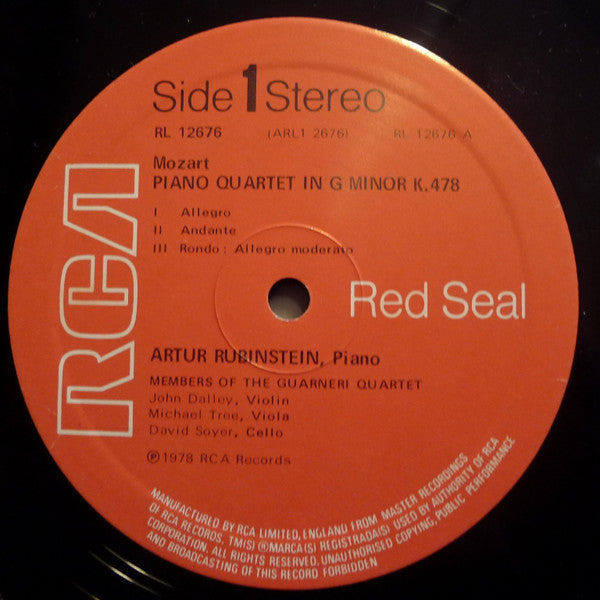 Side 1 Stereo
RL 12676 (ARL1 2676) RL 12676 A
Mozart
PIANO QUARTET IN G MINOR K.478
I Allegro
II Andante
III Rondo: Allegro moderato
RCA
Red Seal
ARTUR RUBINSTEIN, Piano
MEMBERS OF THE GUARNERI QUARTET
John Dalley, Violin
Michael Tree, Viola
David Soyer, Cello
℗1978 RCA Records
MANUFACTURED BY RCA LIMITED, ENGLAND FROM MASTER RECORDINGS
OF RCA RECORDS. TM(S) ® MARCA(S) REGISTRADA(S) USED BY AUTHORITY OF RCA
CORPORATION. ALL RIGHTS RESERVED. UNAUTHORISED COPYING, PUBLIC PERFORMANCE
AND BROADCASTING OF THIS RECORD FORBIDDEN